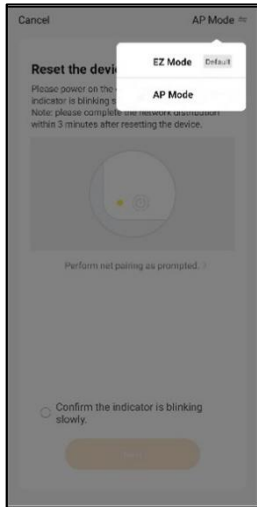 Cancel
AP Mode
EZ Mode Default
AP Mode
Reset the devi
Please power on the
indicator is blinking s
Note: please complete the network distribution
within 3 minutes after resetting the device.
Perform net pairing as prompted.
Confirm the indicator is blinking
slowly.
Next